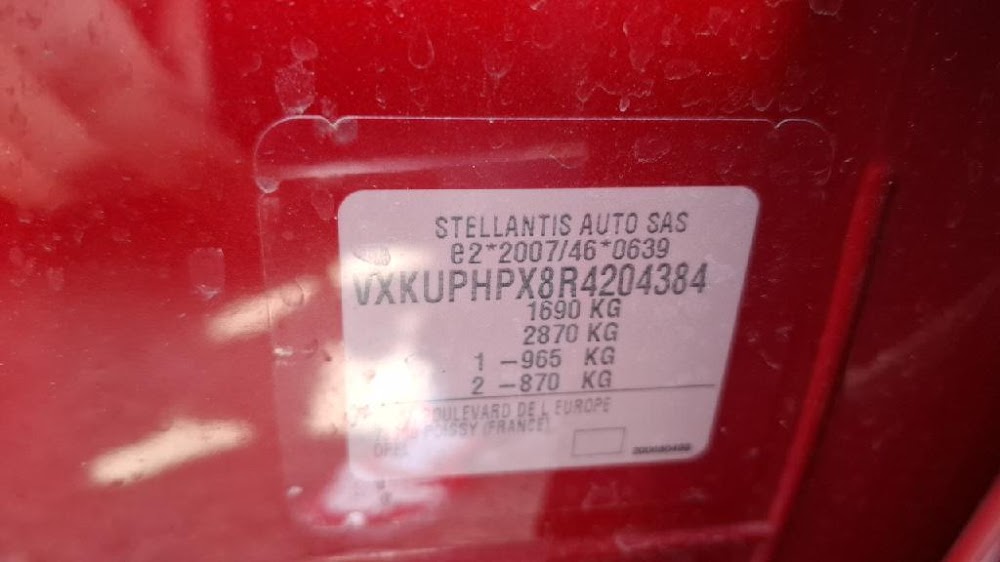 STELLANTIS AUTO SAS
e2*2007/46*0639
VXKUPHPX8R4204384
1690 KG
2870 KG
1 -965 KG
2 -870 KG
BOULEVARD DE L EUROPE
POISSY (FRANCE)
OPEL